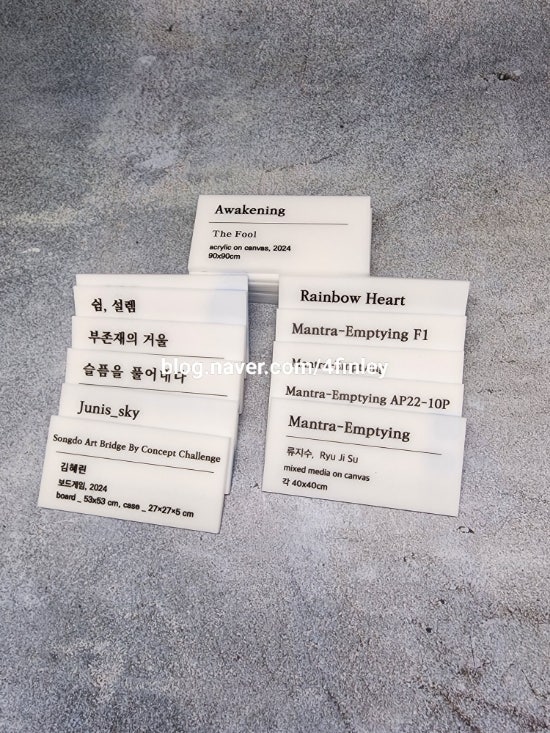 Awakening
The Fool
acrylic on canvas, 2024
90x90cm
쉼, 설렘
부존재의 거울
슬픔을 풀어내다
Junis_sky
Songdo Art Bridge By Concept Challenge
김혜린
보드게임, 2024
board _ 53x53 cm, case _ 27×27×5 cm
Rainbow Heart
Mantra-Emptying F1
Mantra-Emptying AP22-10P
Mantra-Emptying
류지수, Ryu Ji Su
mixed media on canvas
각 40x40cm
blog.naver.com/4finley